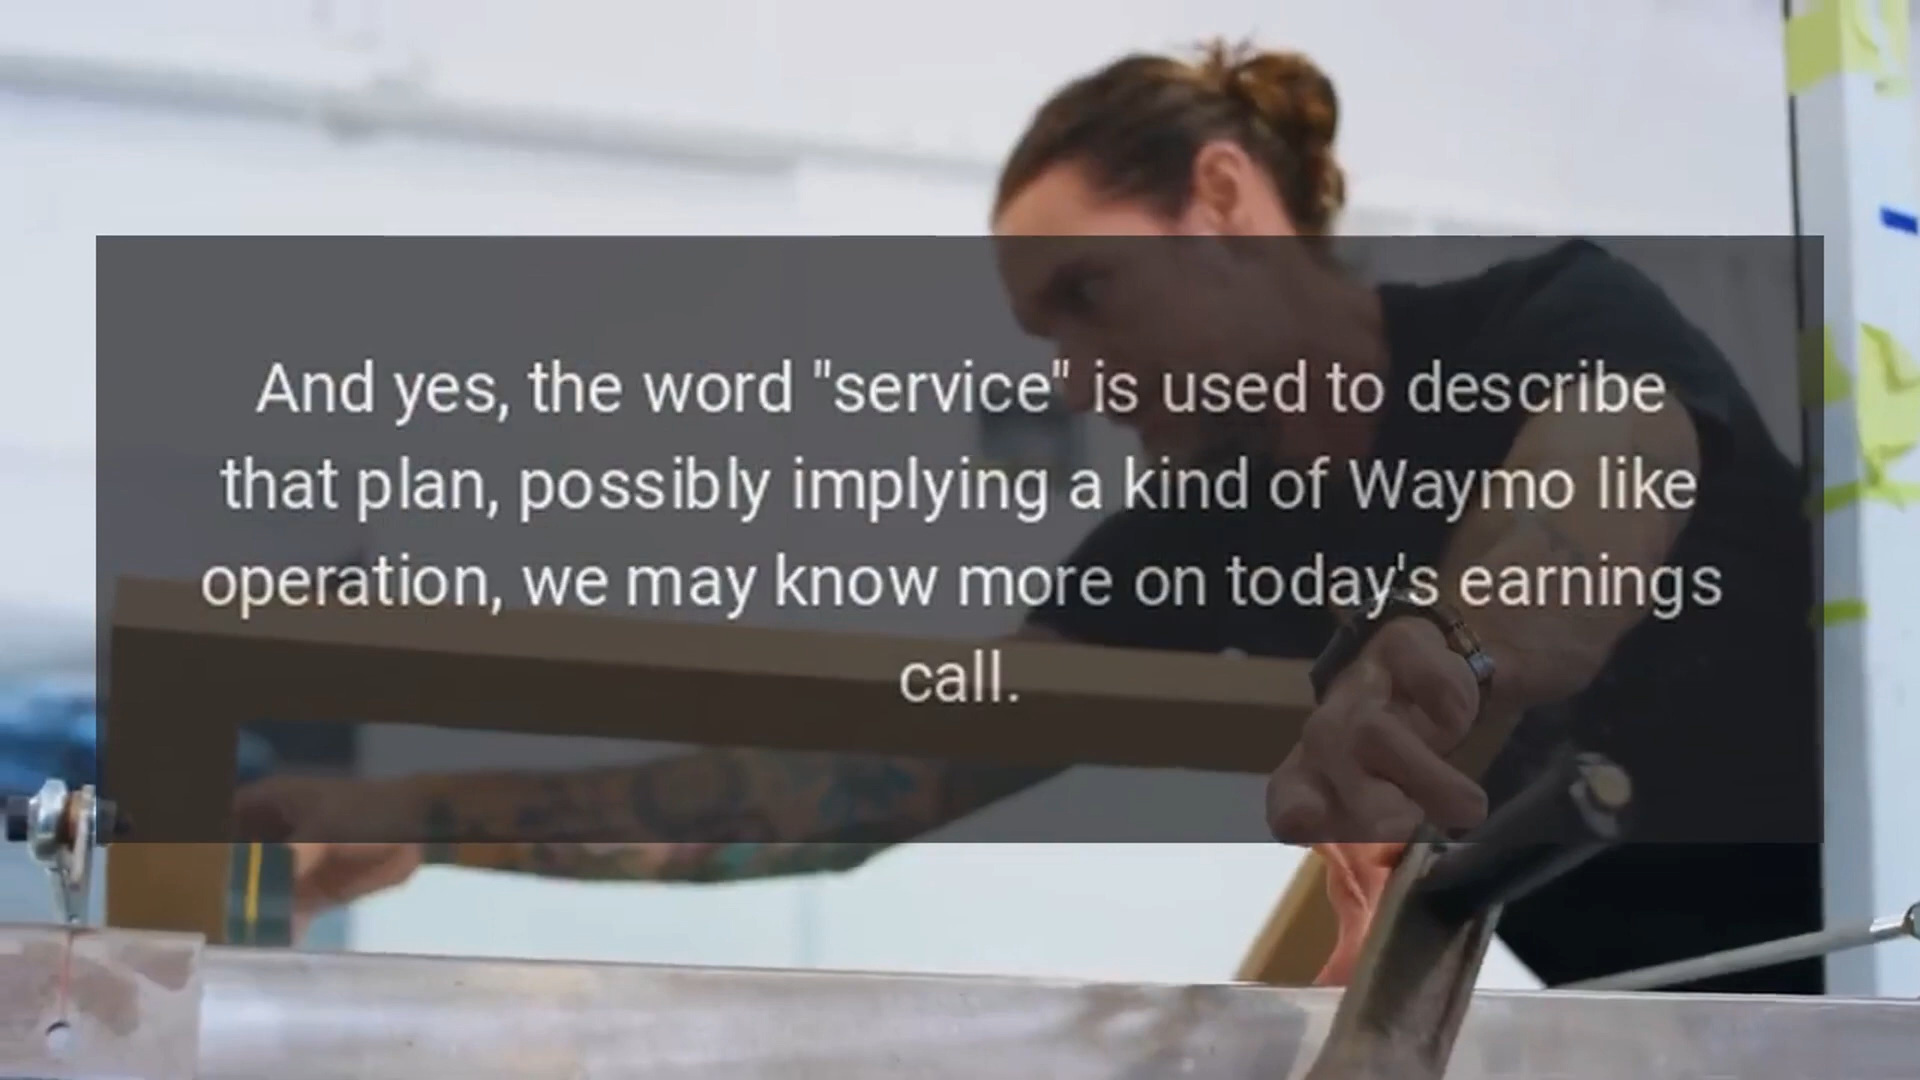 And yes, the word "service" is used to describe
that plan, possibly implying a kind of Waymo like
operation, we may know more on today's earnings
call.